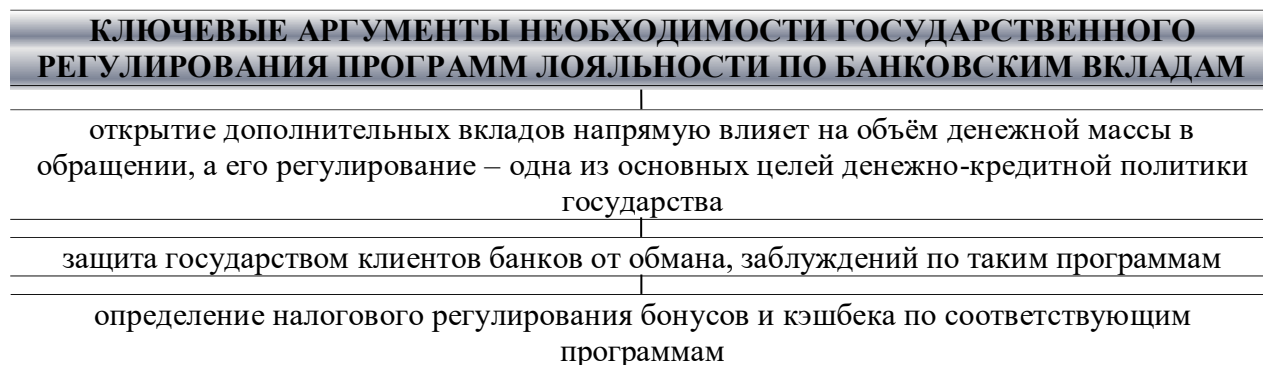 КЛЮЧЕВЫЕ АРГУМЕНТЫ НЕОБХОДИМОСТИ ГОСУДАРСТВЕННОГО
РЕГУЛИРОВАНИЯ ПРОГРАММ ЛОЯЛЬНОСТИ ПО БАНКОВСКИМ ВКЛАДАМ
открытие дополнительных вкладов напрямую влияет на объём денежной массы в
обращении, а его регулирование – одна из основных целей денежно-кредитной политики
государства
защита государством клиентов банков от обмана, заблуждений по таким программам
определение налогового регулирования бонусов и кэшбека по соответствующим
программам